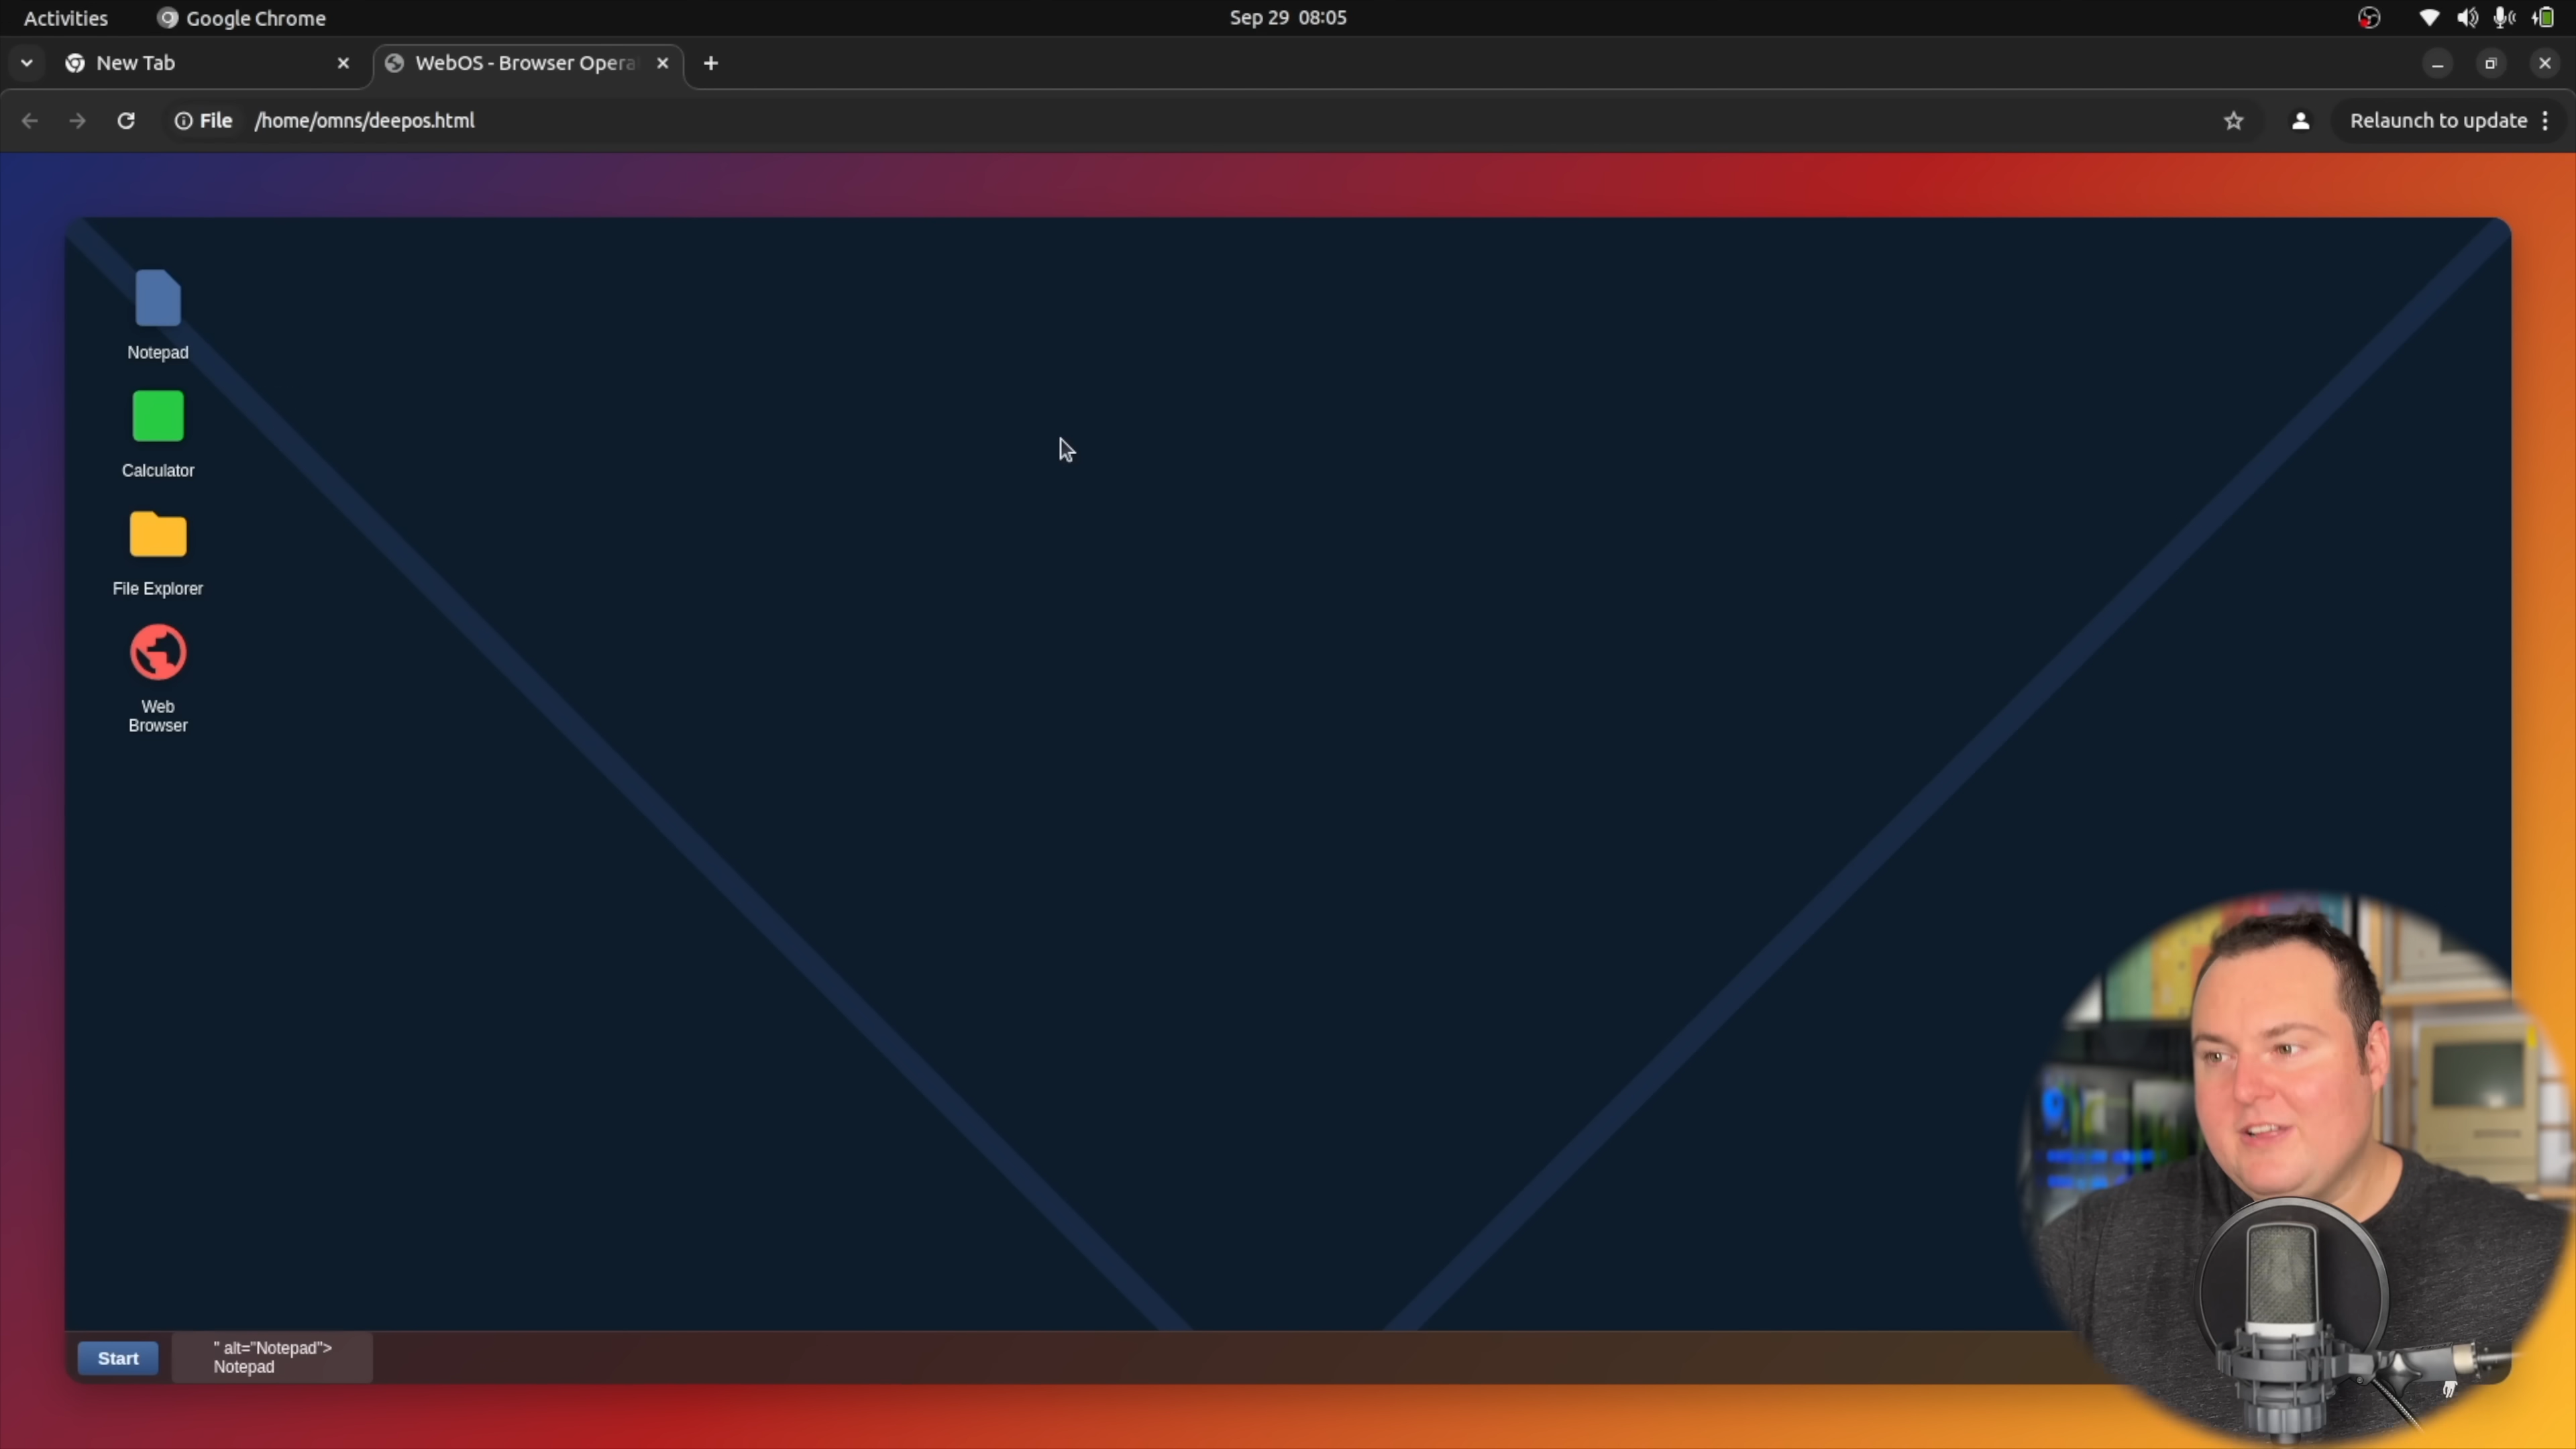 Activities
Google Chrome
Sep 29 08:05
New Tab
WebOS - Browser Opera
File
/home/omns/deepos.html
Relaunch to update
Notepad
Calculator
File Explorer
Web
Browser
Start
" alt="Notepad">
Notepad